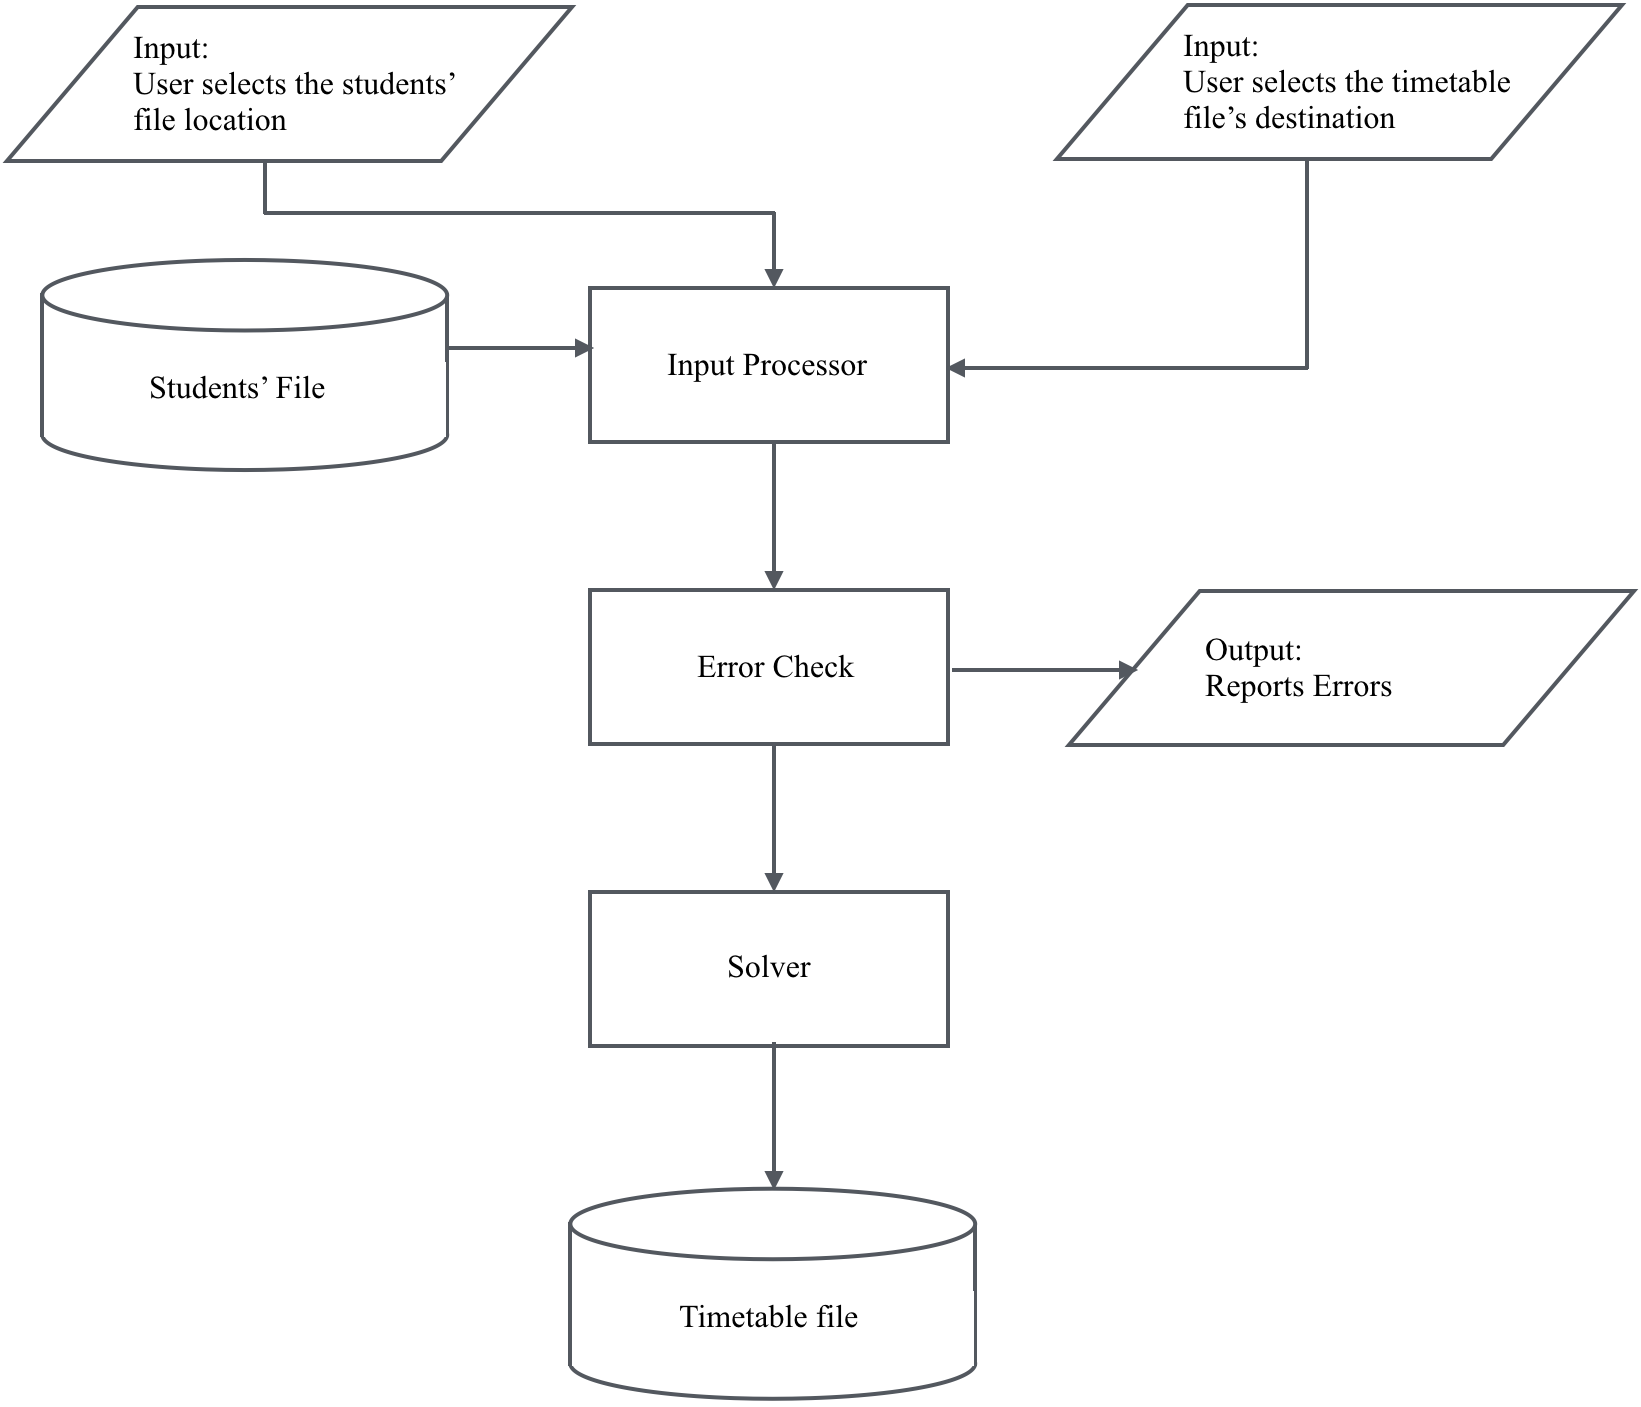 Input:
User selects the students’
file location
Input:
User selects the timetable
file’s destination
Students’ File
Input Processor
Error Check
Output:
Reports Errors
Solver
Timetable file